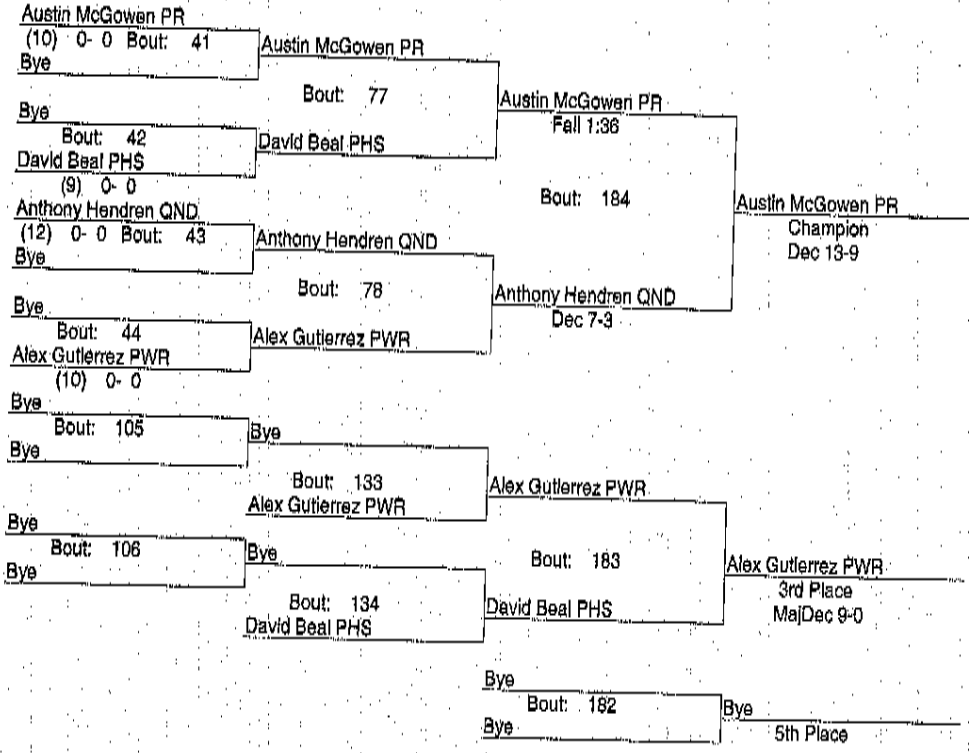 Austin McGowen PR
(10) 0- 0 Bout: 41
Bye
Austin McGowen PR
Bout: 77
Bye
Bout: 42
David Beal PHS
(9) 0- 0
David Beal PHS
Austin McGowen PR
Fall 1:36
Bout: 184
Anthony Hendren QND
(12) 0- 0 Bout: 43
Bye
Anthony Hendren QND
Bout: 78
Bye
Bout: 44
Alex Gutierrez PWR
(10) 0- 0
Alex Gutierrez PWR
Anthony Hendren QND
Dec 7-3
Austin McGowen PR
Champion
Dec 13-9
Bye
Bout: 105
Bye
Bye
Bout: 133
Alex Gutierrez PWR
Alex Gutierrez PWR
Bye
Bout: 106
Bye
Bye
Bout: 134
David Beal PHS
David Beal PHS
Bout: 183
Alex Gutierrez PWR
3rd Place
MajDec 9-0
Bye
Bout: 182
Bye
Bye
5th Place